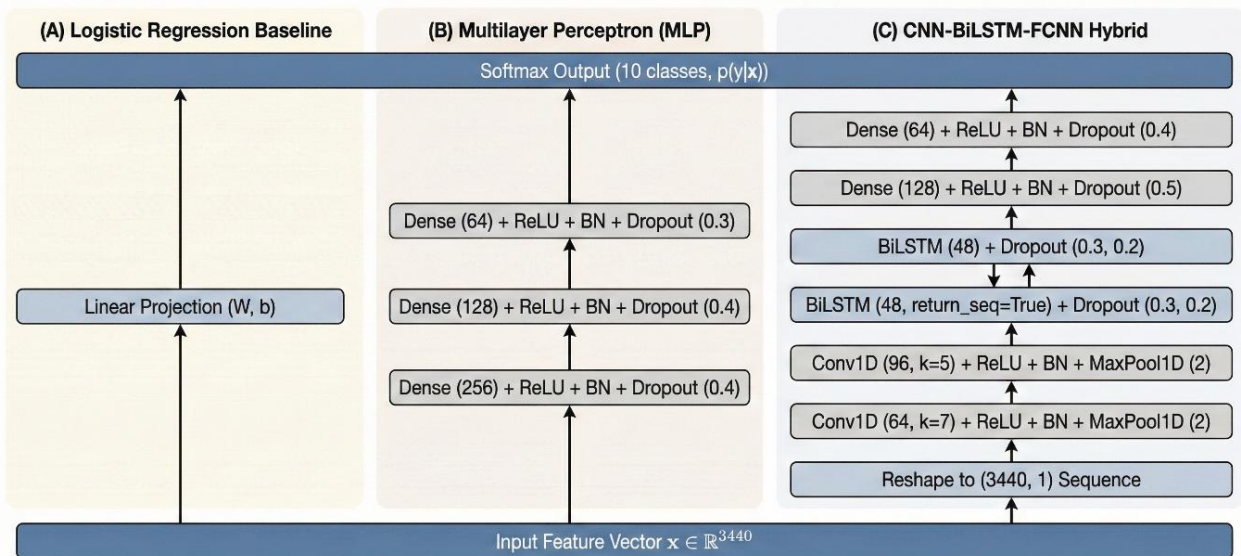 (A) Logistic Regression Baseline
(B) Multilayer Perceptron (MLP)
(C) CNN-BiLSTM-FCNN Hybrid
Softmax Output (10 classes, p(y|x))
Linear Projection (W, b)
Dense (64) + ReLU + BN + Dropout (0.3)
Dense (128) + ReLU + BN + Dropout (0.4)
Dense (256) + ReLU + BN + Dropout (0.4)
Dense (64) + ReLU + BN + Dropout (0.4)
Dense (128) + ReLU + BN + Dropout (0.5)
BiLSTM (48) + Dropout (0.3, 0.2)
BiLSTM (48, return_seq=True) + Dropout (0.3, 0.2)
Conv1D (96, k=5) + ReLU + BN + MaxPool1D (2)
Conv1D (64, k=7) + ReLU + BN + MaxPool1D (2)
Reshape to (3440, 1) Sequence
Input Feature Vector x ∈ ℝ³⁴⁴⁰